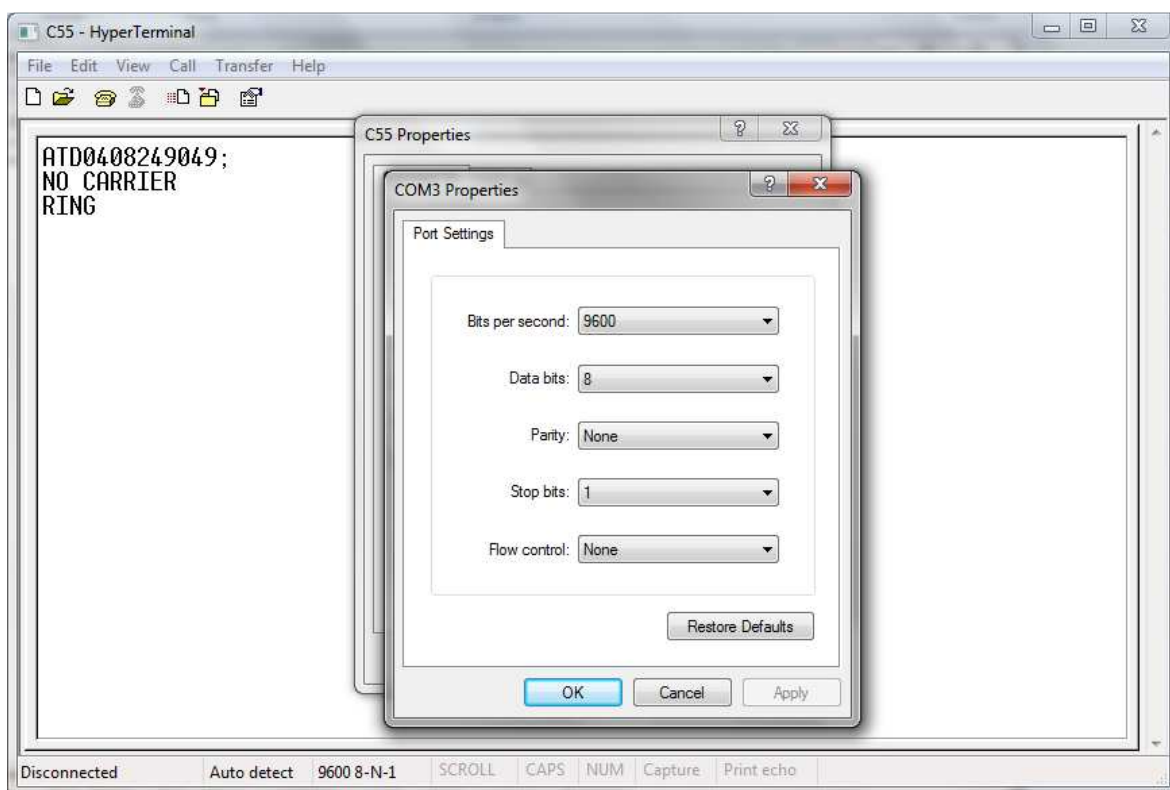 C55 - HyperTerminal
File Edit View Call Transfer Help
ATD0408249049;
NO CARRIER
RING
C55 Properties
COM3 Properties
Port Settings
Bits per second: 9600
Data bits: 8
Parity: None
Stop bits: 1
Flow control: None
Restore Defaults
OK Cancel Apply
Disconnected Auto detect 9600 8-N-1 SCROLL CAPS NUM Capture Print echo